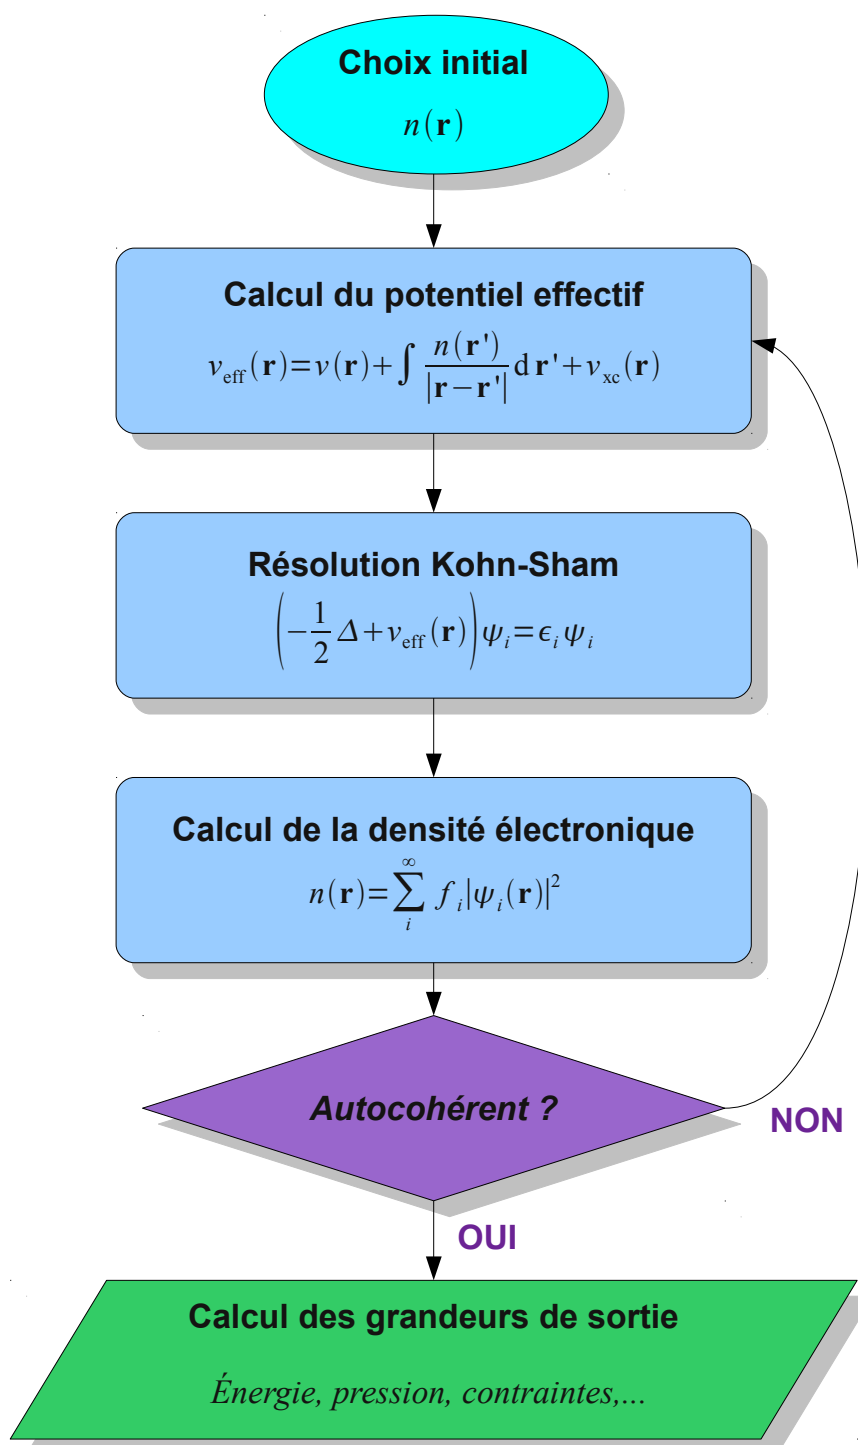 Choix initial
n(r)
Calcul du potentiel effectif
v_eff(r)=v(r)+∫ n(r')/|r−r'| d r'+v_xc(r)
Résolution Kohn-Sham
(−1/2 Δ+v_eff(r))ψ_i=ϵ_i ψ_i
Calcul de la densité électronique
n(r)=∑_i^∞ f_i|ψ_i(r)|²
Autocohérent ?
NON
OUI
Calcul des grandeurs de sortie
Énergie, pression, contraintes,...